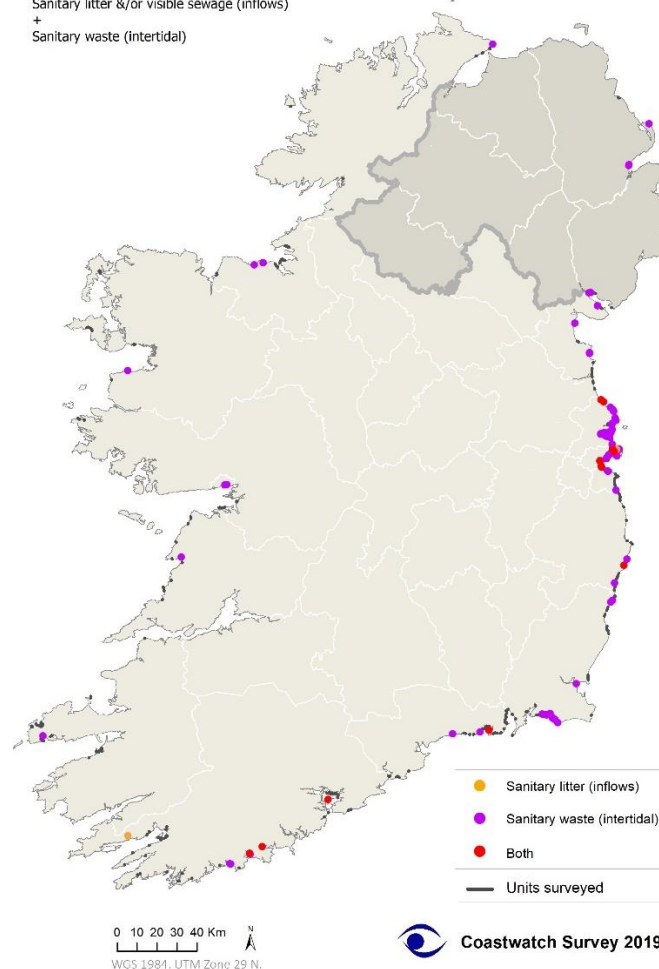 Sanitary litter &/or visible sewage (inflows)
+
Sanitary waste (intertidal)
Sanitary litter (inflows)
Sanitary waste (intertidal)
Both
Units surveyed
0 10 20 30 40 Km
N
WGS 1984. UTM Zone 29 N.
Coastwatch Survey 2019